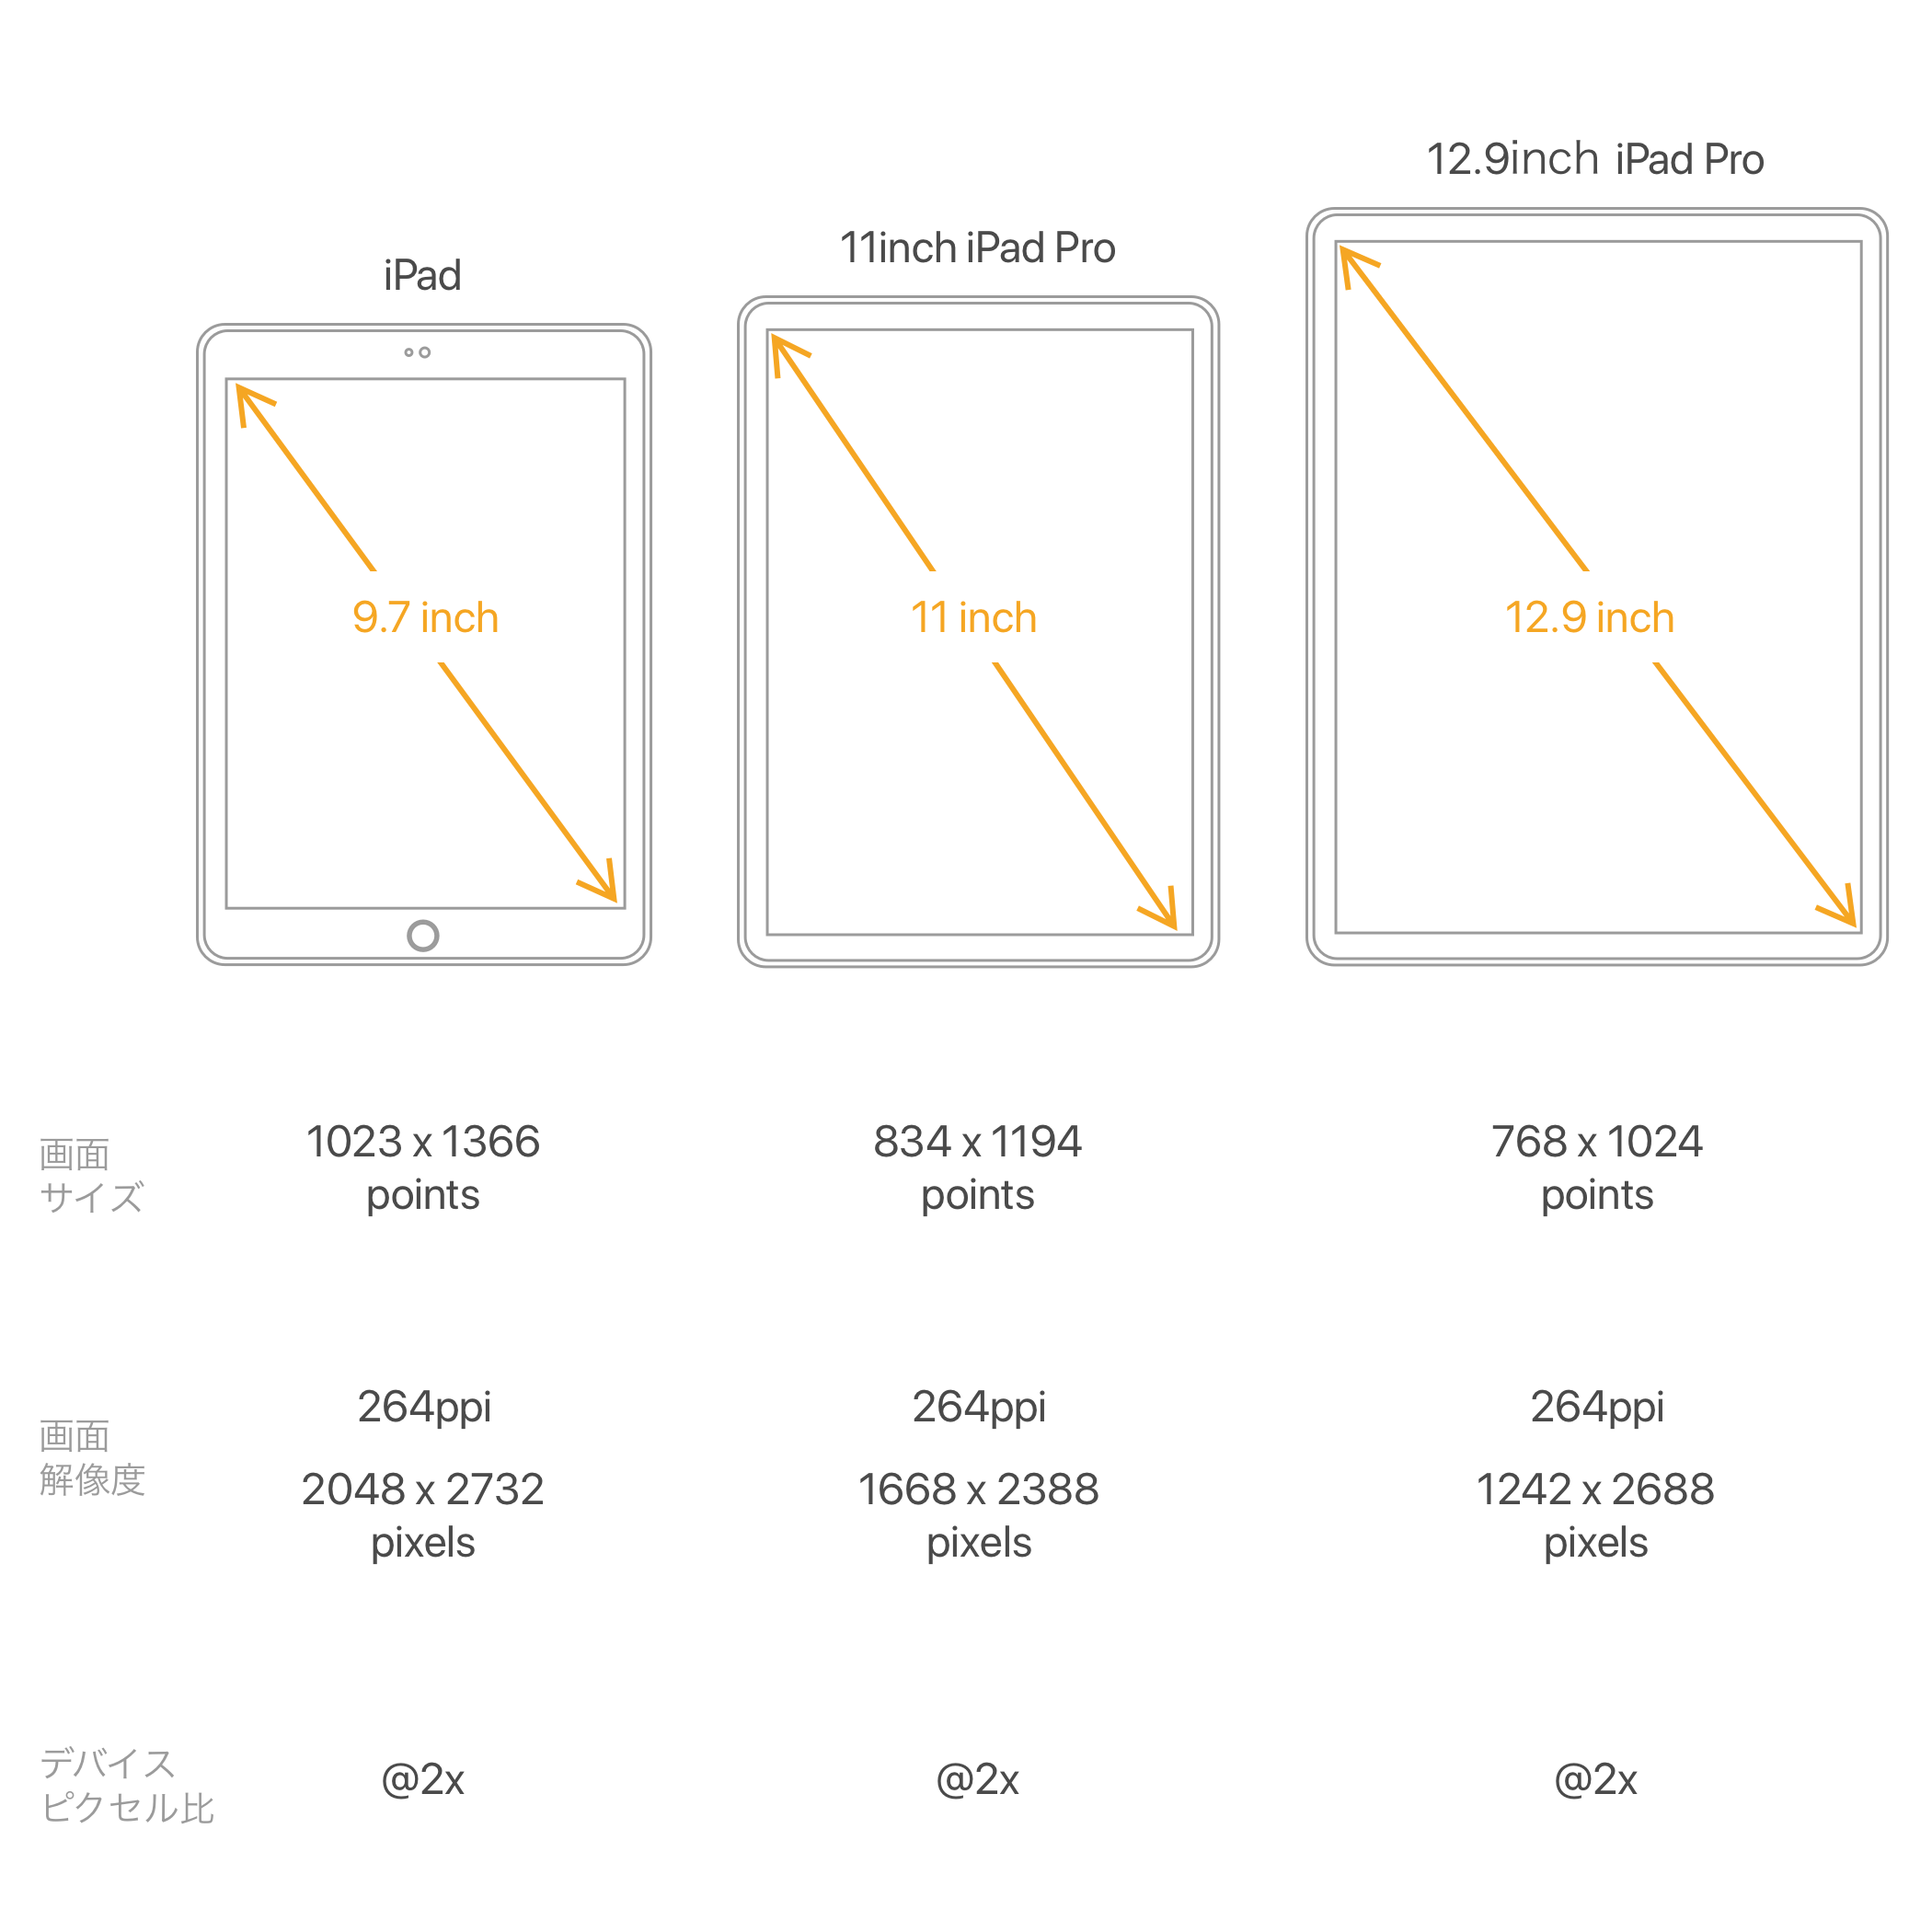 iPad
11inch iPad Pro
12.9inch iPad Pro
9.7 inch
11 inch
12.9 inch
画面
サイズ
1023 x 1366
points
834 x 1194
points
768 x 1024
points
画面
解像度
264ppi
2048 x 2732
pixels
264ppi
1668 x 2388
pixels
264ppi
1242 x 2688
pixels
デバイス
ピクセル比
@2x
@2x
@2x